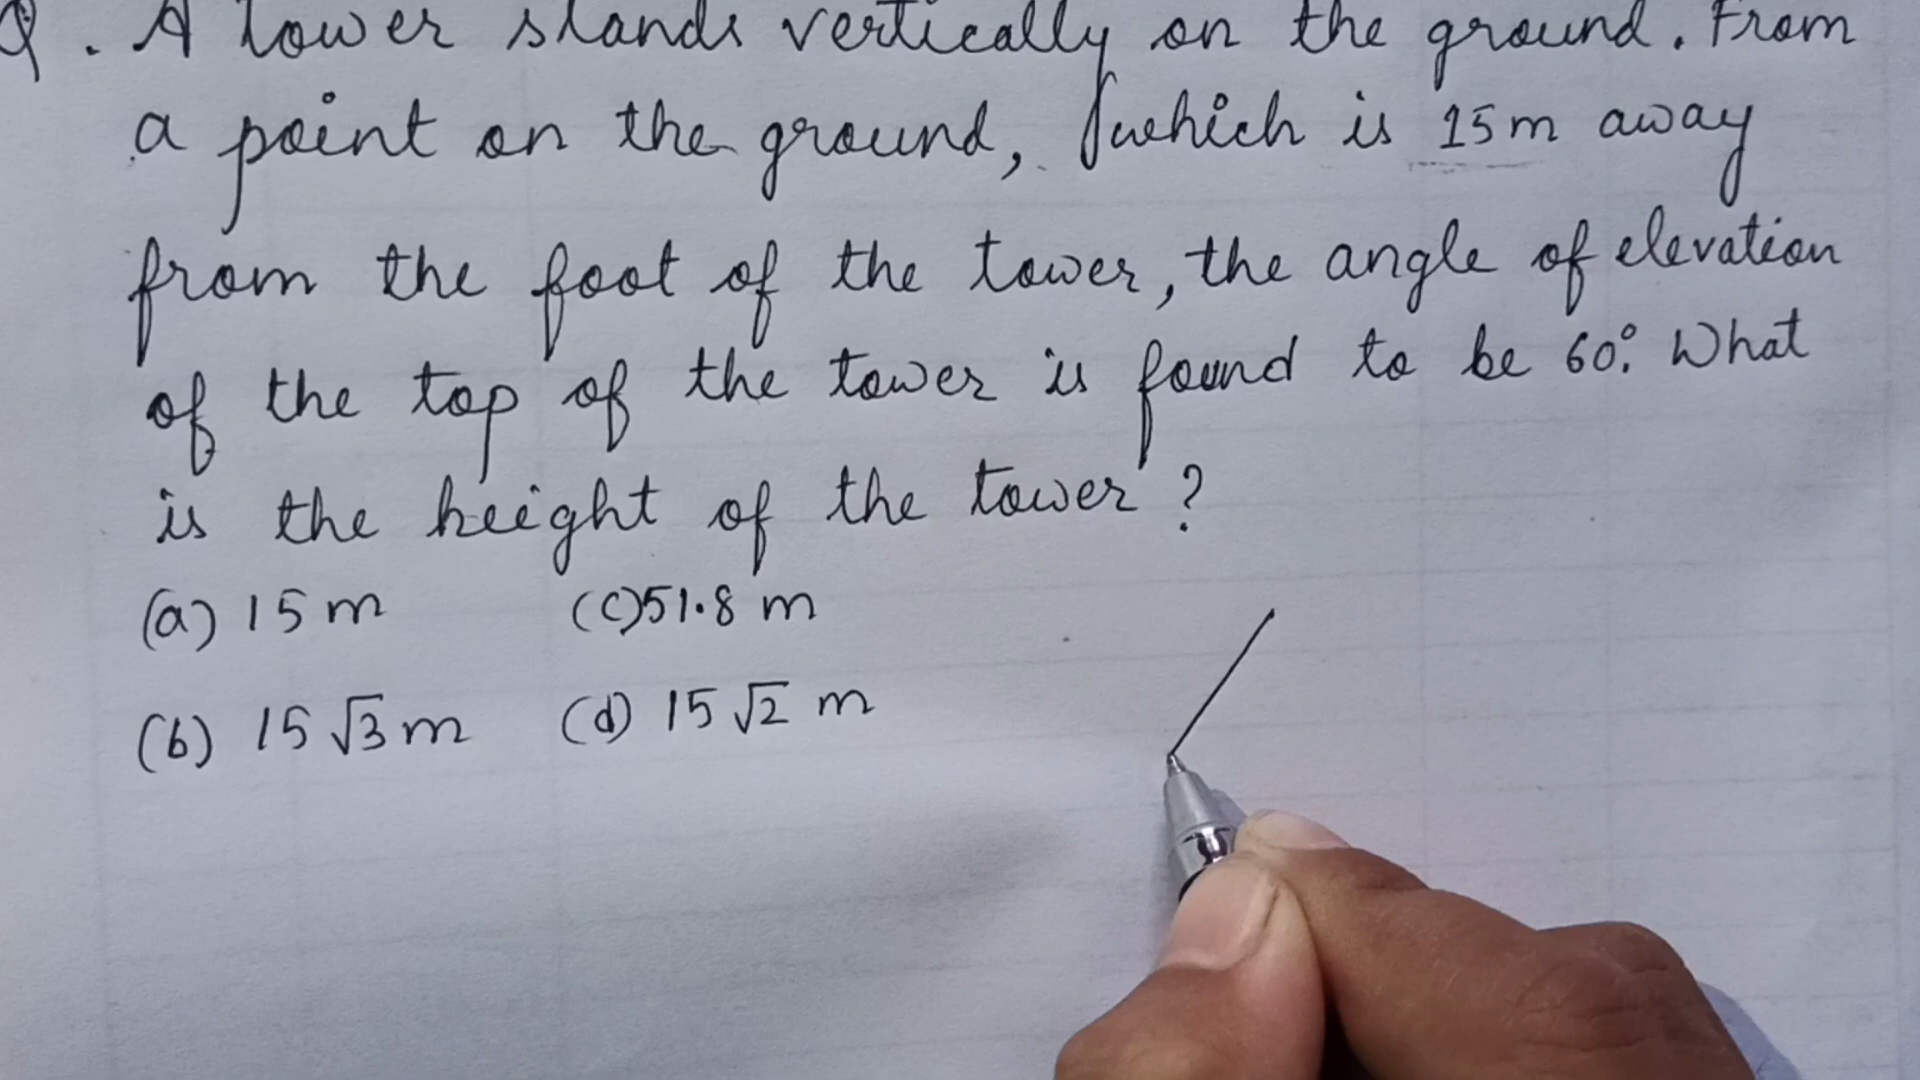 Q. A tower stands vertically on the ground. From
a point on the ground, which is 15m away
from the foot of the tower, the angle of elevation
of the top of the tower is found to be 60°. What
is the height of the tower?
(a) 15 m (c) 51.8 m
(b) 15 √3 m (d) 15 √2 m